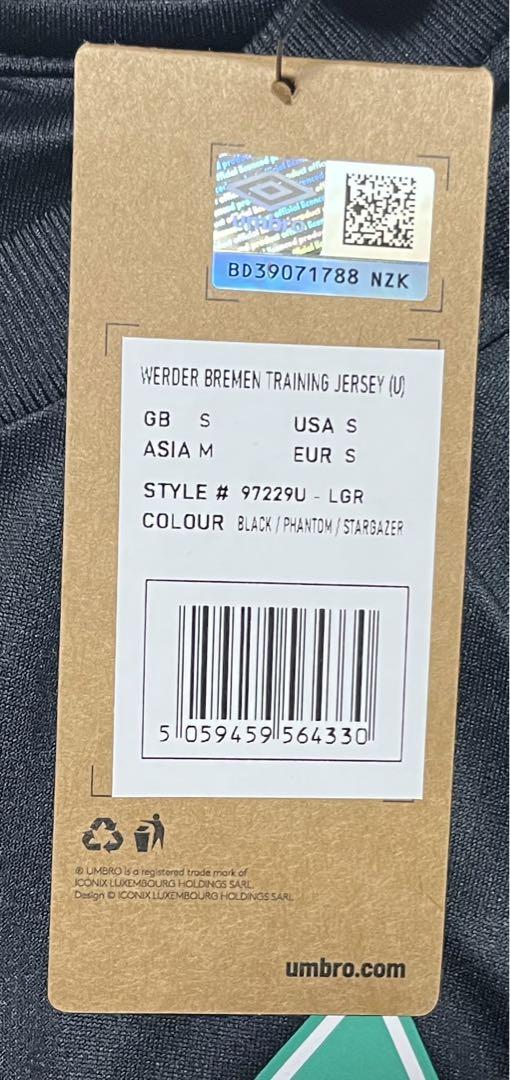 umbro
BD39071788 NZK
WERDER BREMEN TRAINING JERSEY (U)
GB S USA S
ASIA M EUR S
STYLE # 97229U - LGR
COLOUR BLACK / PHANTOM / STARGAZER
5 059459 564330
® UMBRO is a registered trade mark of
ICONIX LUXEMBOURG HOLDINGS SARL
Design © ICONIX LUXEMBOURG HOLDINGS SARL
umbro.com